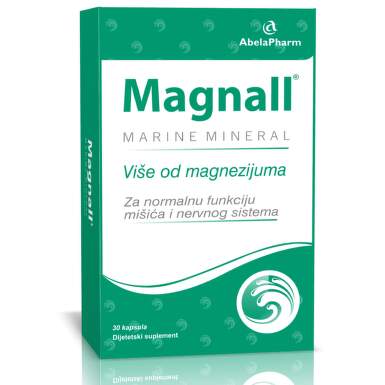 AbelaPharm
Magnall®
MARINE MINERAL
Više od magnezijuma
Za normalnu funkciju
mišića i nervnog sistema
30 kapsula
Dijetetski suplement
Magnall®